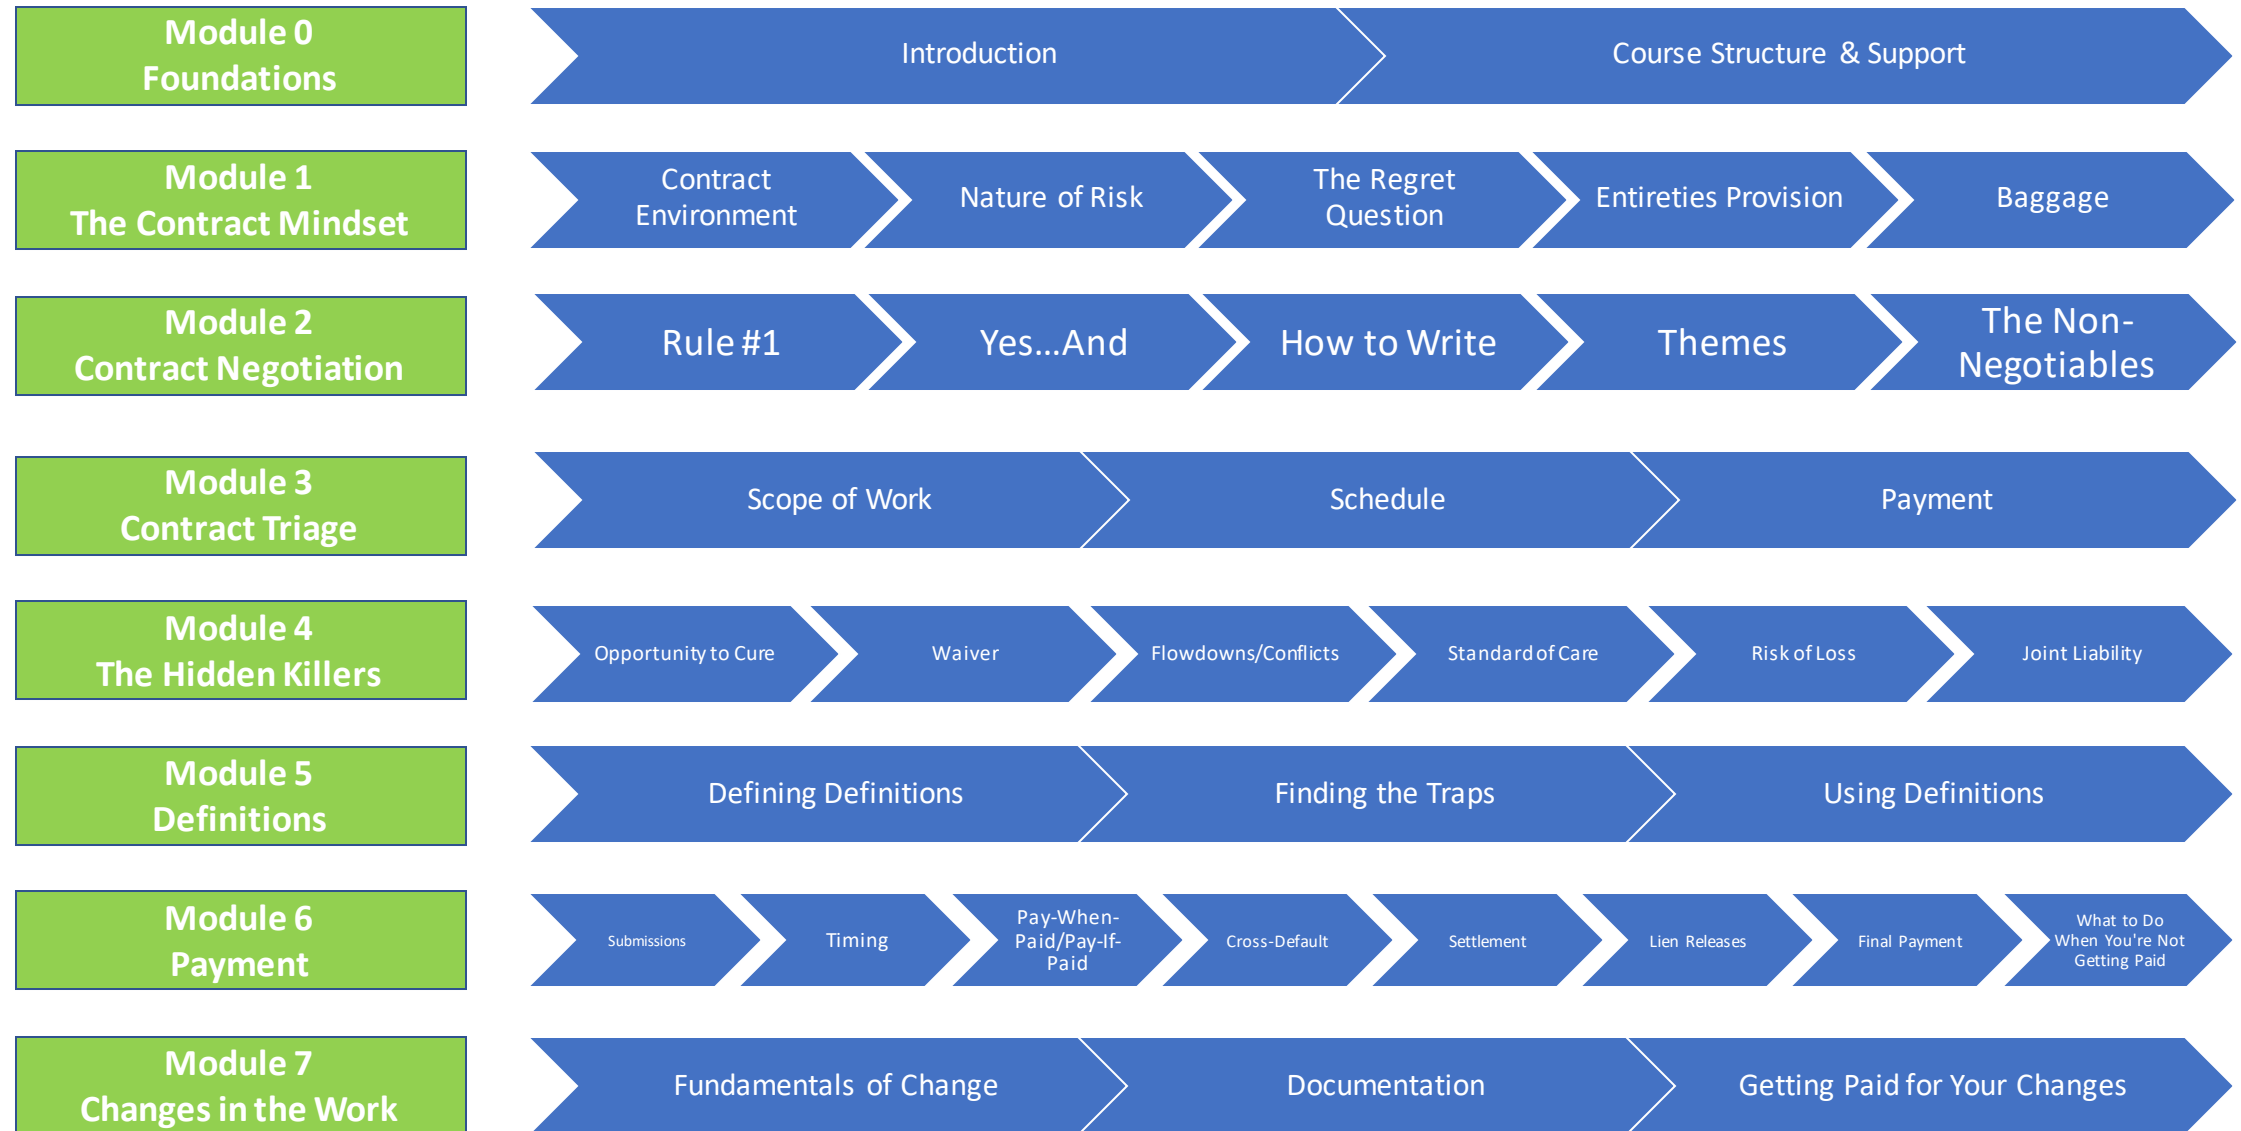 Module 0
Foundations
Introduction
Course Structure & Support
Module 1
The Contract Mindset
Contract
Environment
Nature of Risk
The Regret
Question
Entireties Provision
Baggage
Module 2
Contract Negotiation
Rule #1
Yes...And
How to Write
Themes
The Non-
Negotiables
Module 3
Contract Triage
Scope of Work
Schedule
Payment
Module 4
The Hidden Killers
Opportunity to Cure
Waiver
Flowdowns/Conflicts
Standard of Care
Risk of Loss
Joint Liability
Module 5
Definitions
Defining Definitions
Finding the Traps
Using Definitions
Module 6
Payment
Submissions
Timing
Pay-When-
Paid/Pay-If-
Paid
Cross-Default
Settlement
Lien Releases
Final Payment
What to Do
When You're Not
Getting Paid
Module 7
Changes in the Work
Fundamentals of Change
Documentation
Getting Paid for Your Changes